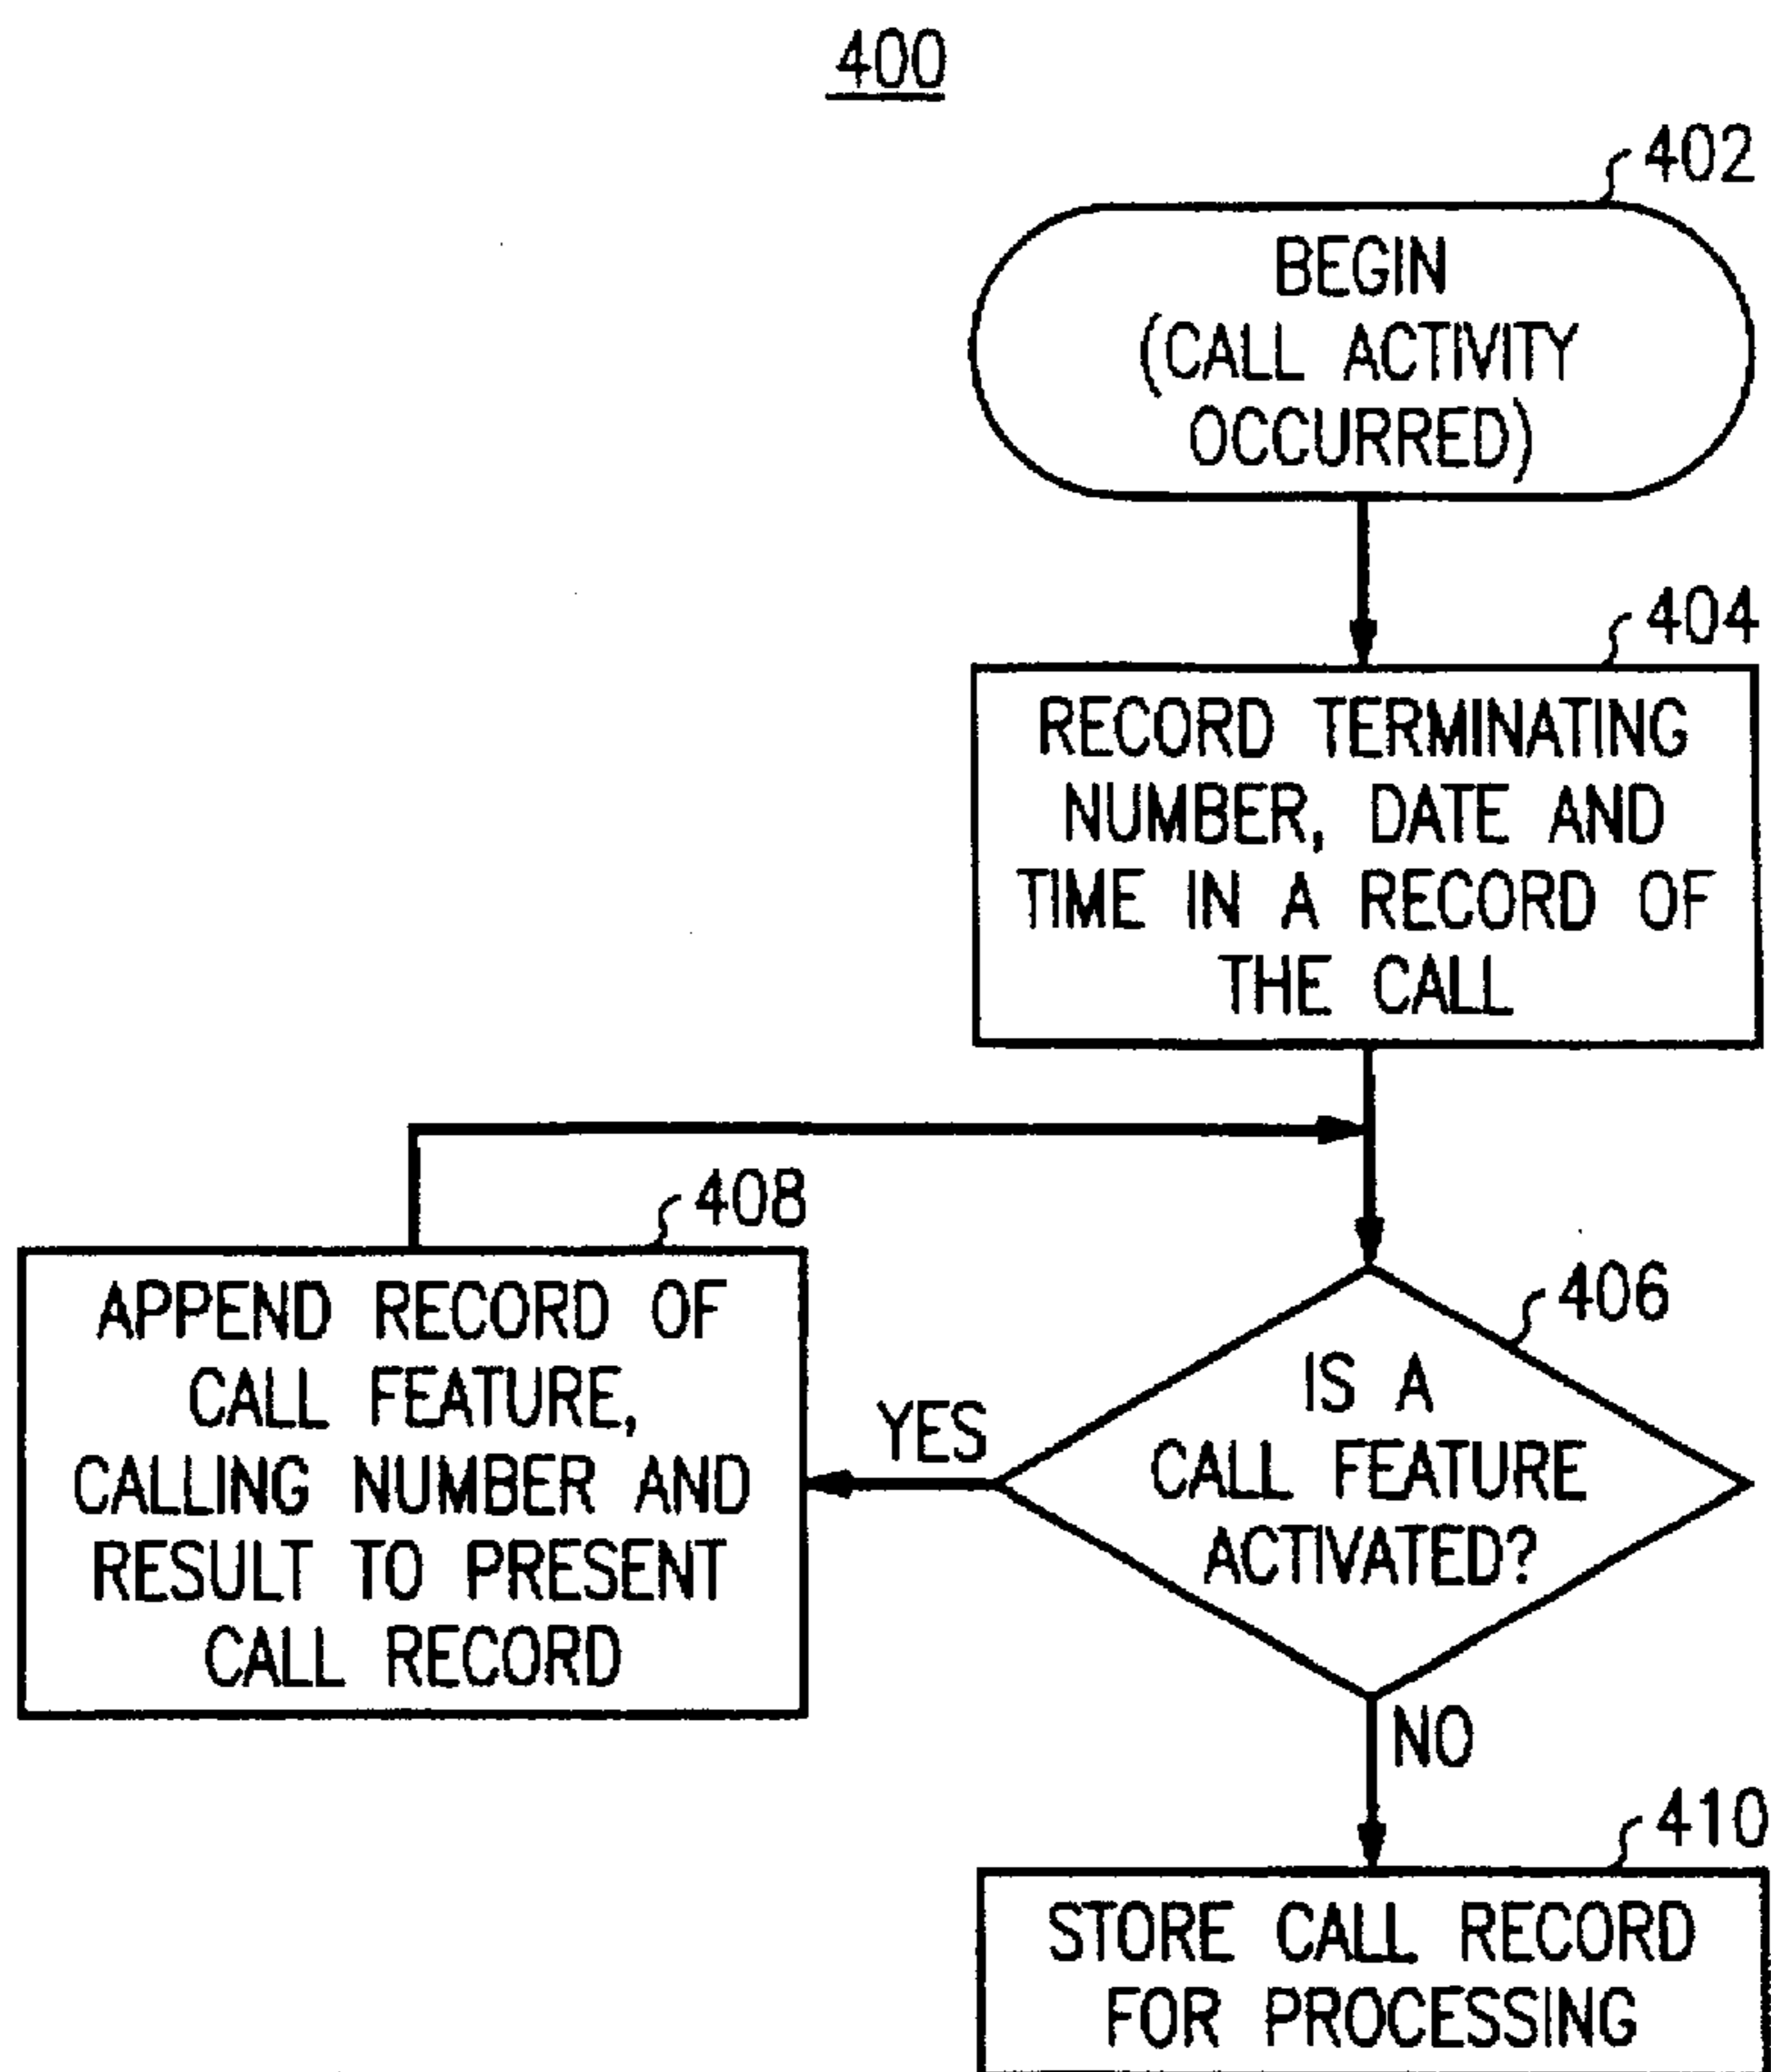 400
402
BEGIN
(CALL ACTIVITY
OCCURRED)
404
RECORD TERMINATING
NUMBER, DATE AND
TIME IN A RECORD OF
THE CALL
408
APPEND RECORD OF
CALL FEATURE,
CALLING NUMBER AND
RESULT TO PRESENT
CALL RECORD
YES
406
IS A
CALL FEATURE
ACTIVATED?
NO
410
STORE CALL RECORD
FOR PROCESSING